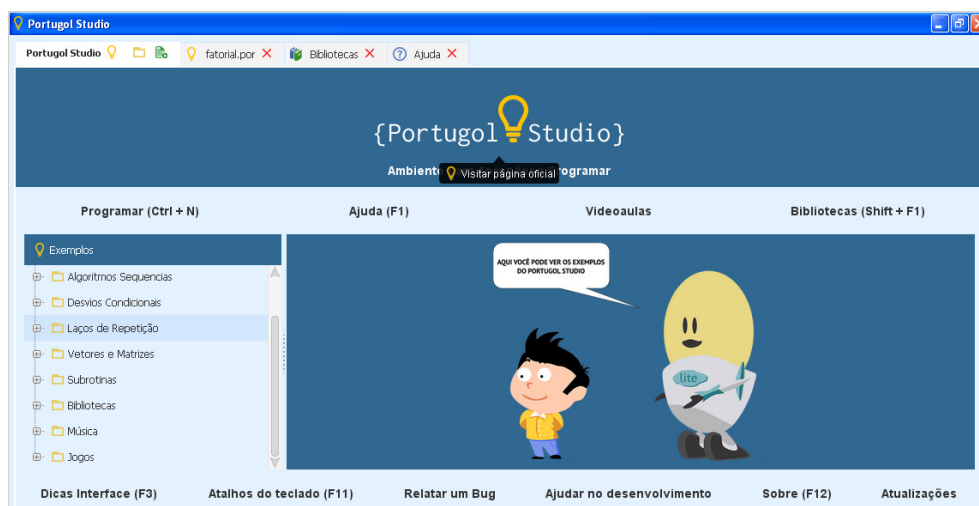 Portugol Studio
Portugol Studio fatorial.por Bibliotecas Ajuda
{Portugol Studio}
Ambiente rogramar
Visitar página oficial
Programar (Ctrl + N) Ajuda (F1) Videoaulas Bibliotecas (Shift + F1)
Exemplos
Algoritmos Sequencias
Desvios Condicionais
Laços de Repetição
Vetores e Matrizes
Subrotinas
Bibliotecas
Música
Jogos
AQUI VOCÊ PODE VER OS EXEMPLOS
DO PORTUGOL STUDIO
lite
Dicas Interface (F3) Atalhos do teclado (F11) Relatar um Bug Ajudar no desenvolvimento Sobre (F12) Atualizações